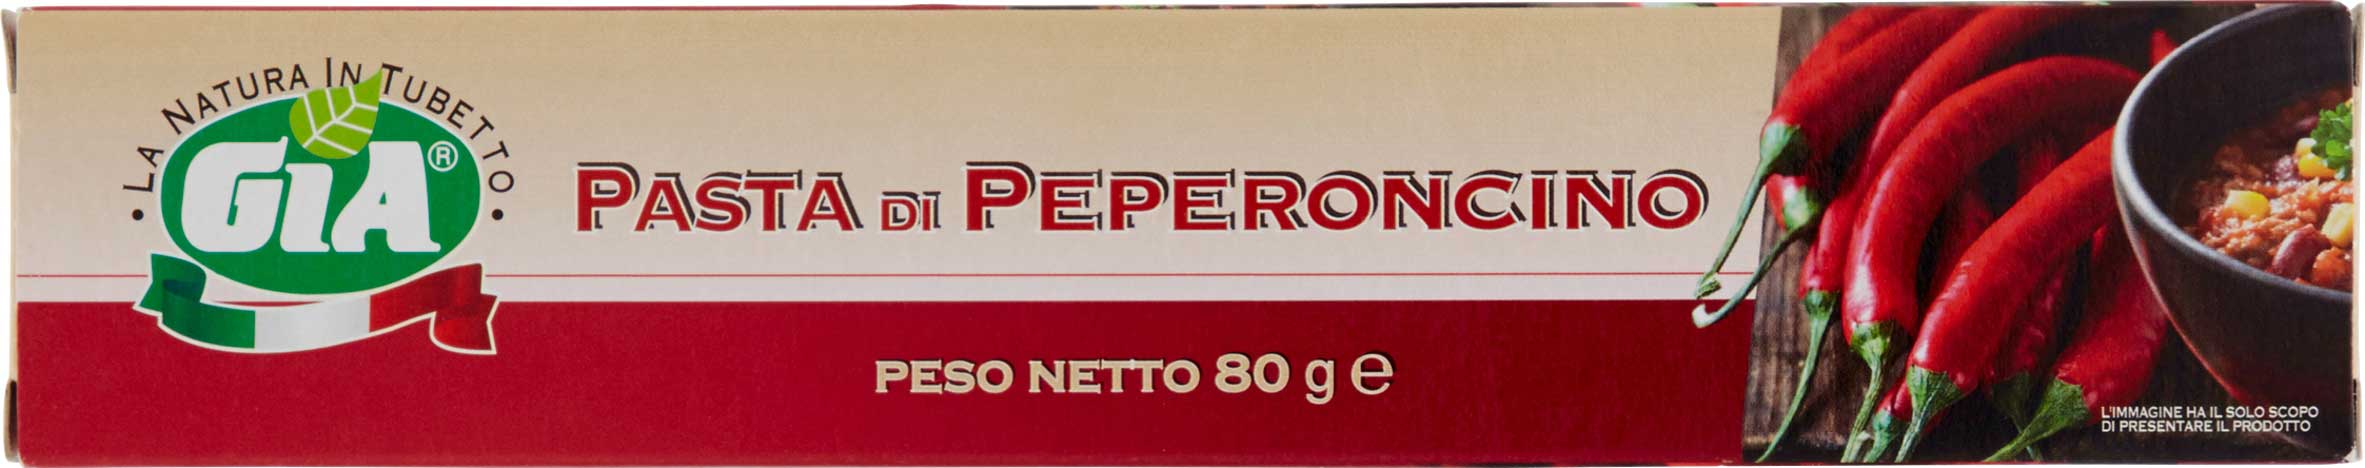 • LA NATURA IN TUBETTO •
GIA®
PASTA DI PEPERONCINO
PESO NETTO 80 g ℮
L'IMMAGINE HA IL SOLO SCOPO
DI PRESENTARE IL PRODOTTO